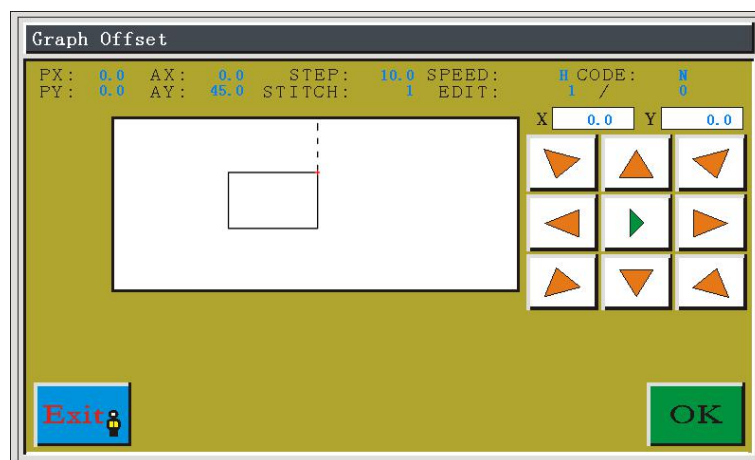 Graph Offset
PX: 0.0 AX: 0.0 STEP: 10.0 SPEED: H CODE: N
PY: 0.0 AY: 45.0 STITCH: 1 EDIT: 1 / 0
X 0.0 Y 0.0
Exit OK